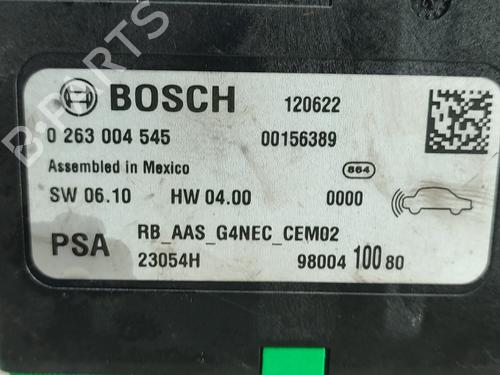 BOSCH 120622
0 263 004 545 00156389
Assembled in Mexico 864
SW 06.10 HW 04.00 0000
PSA RB_AAS_G4NEC_CEM02
23054H 98004 100 80
B-PARTS